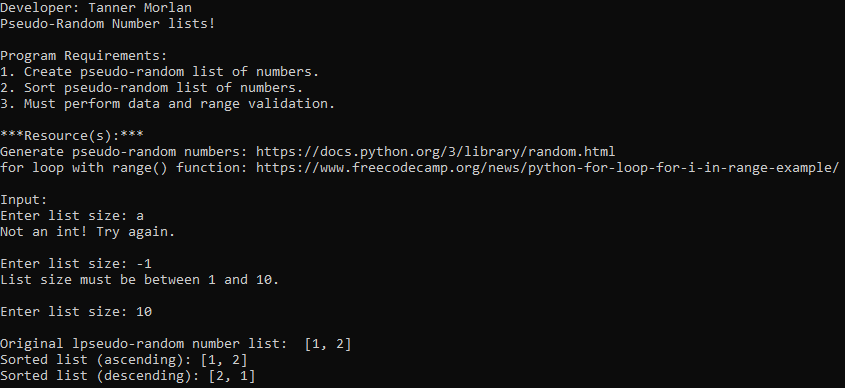 Developer: Tanner Morlan
Pseudo-Random Number lists!
Program Requirements:
1. Create pseudo-random list of numbers.
2. Sort pseudo-random list of numbers.
3. Must perform data and range validation.
***Resource(s):***
Generate pseudo-random numbers: https://docs.python.org/3/library/random.html
for loop with range() function: https://www.freecodecamp.org/news/python-for-loop-for-i-in-range-example/
Input:
Enter list size: a
Not an int! Try again.
Enter list size: -1
List size must be between 1 and 10.
Enter list size: 10
Original lpseudo-random number list:  [1, 2]
Sorted list (ascending): [1, 2]
Sorted list (descending): [2, 1]